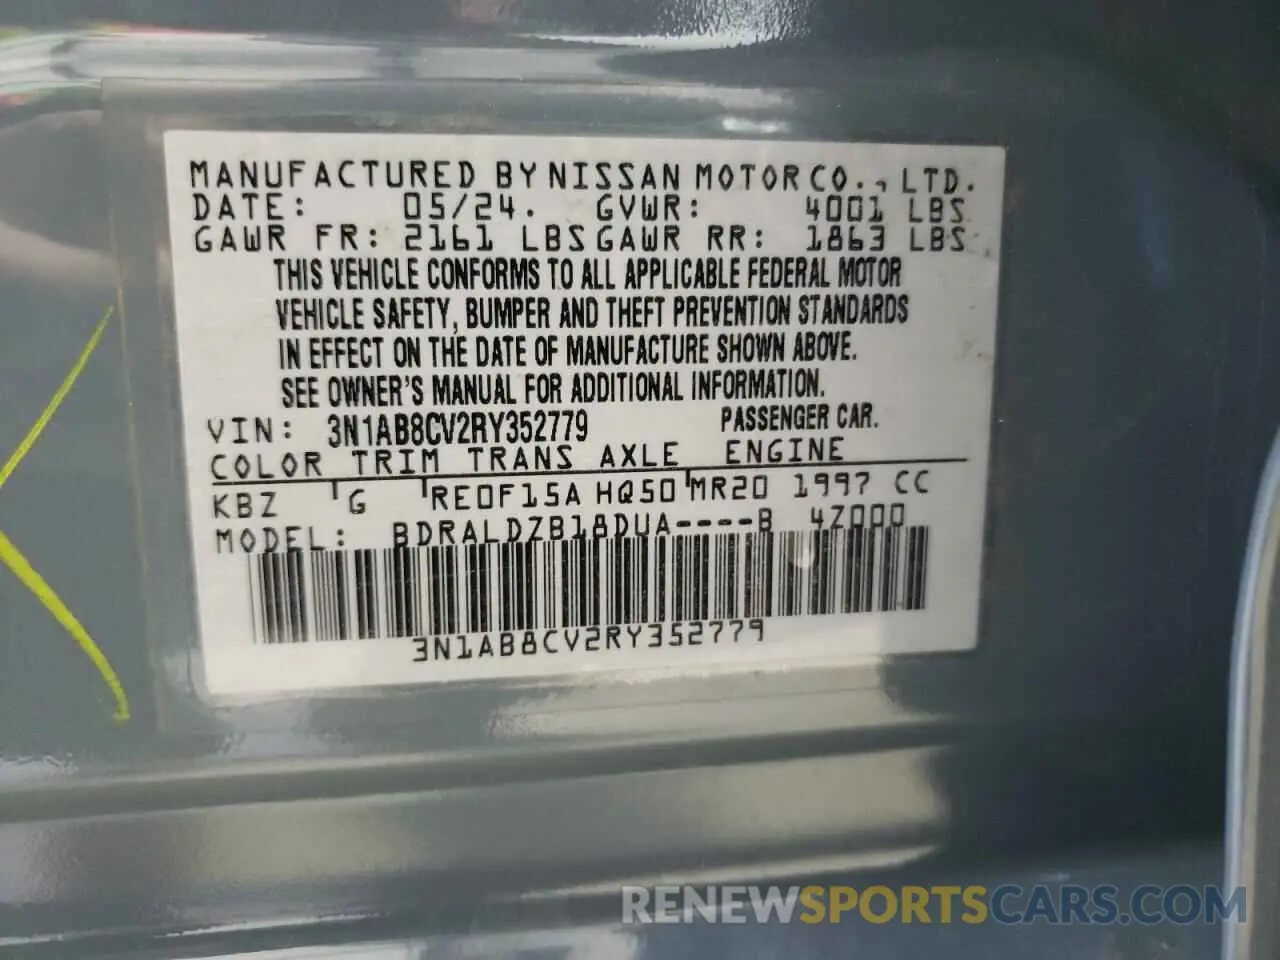 MANUFACTURED BY NISSAN MOTOR CO., LTD.
DATE: 05/24. GVWR: 4001 LBS
GAWR FR: 2161 LBS GAWR RR: 1863 LBS
THIS VEHICLE CONFORMS TO ALL APPLICABLE FEDERAL MOTOR
VEHICLE SAFETY, BUMPER AND THEFT PREVENTION STANDARDS
IN EFFECT ON THE DATE OF MANUFACTURE SHOWN ABOVE.
SEE OWNER'S MANUAL FOR ADDITIONAL INFORMATION.
VIN: 3N1AB8CV2RY352779 PASSENGER CAR.
COLOR TRIM TRANS AXLE ENGINE
KBZ G RE0F15A HQ50 MR20 1997 CC
MODEL: BDRALDZB18DUA----B 4Z000
3N1AB8CV2RY352779
RENEWSPORTSCARS.COM